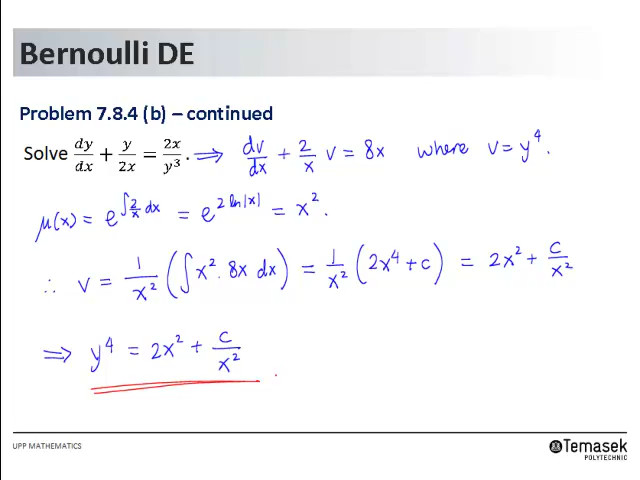 Bernoulli DE
Problem 7.8.4 (b) – continued
Solve dy/dx + y/2x = 2x/y³. ⟹ dv/dx + 2/x v = 8x where v = y⁴.
μ(x) = e^(∫ 2/x dx) = e^(2 ln|x|) = x².
∴ v = 1/x² (∫ x² · 8x dx) = 1/x² (2x⁴ + c) = 2x² + c/x²
⟹ y⁴ = 2x² + c/x² .
UPP MATHEMATICS
Temasek
POLYTECHNIC